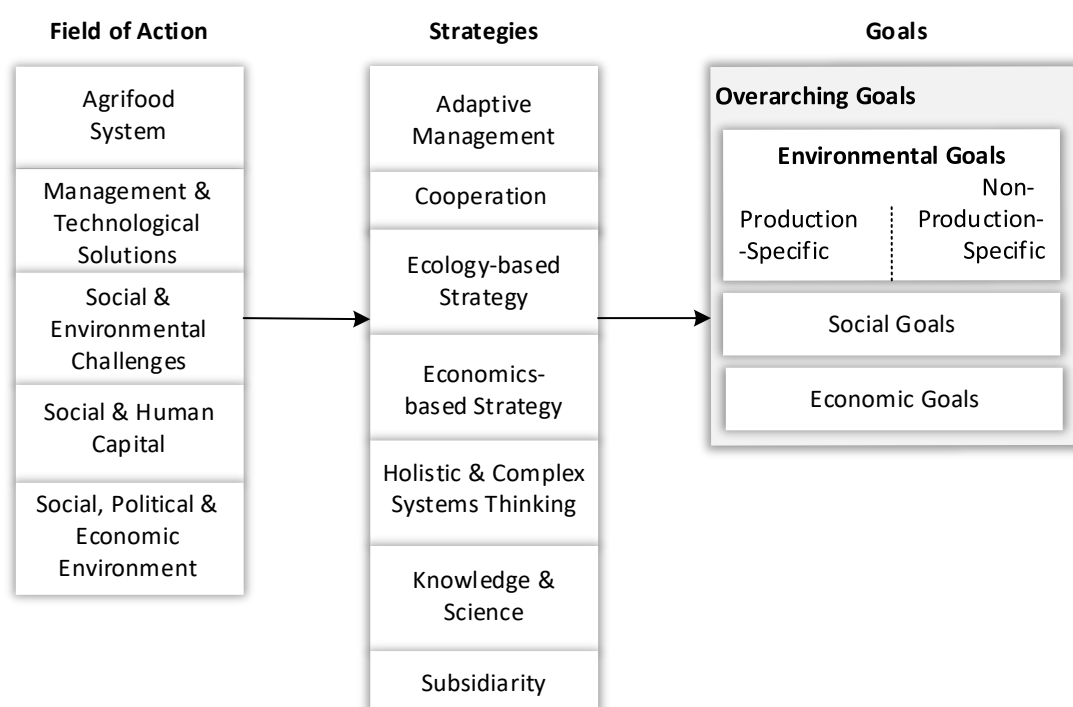 Field of Action
Agrifood
System
Management &
Technological
Solutions
Social &
Environmental
Challenges
Social & Human
Capital
Social, Political &
Economic
Environment
Strategies
Adaptive
Management
Cooperation
Ecology-based
Strategy
Economics-
based Strategy
Holistic & Complex
Systems Thinking
Knowledge &
Science
Subsidiarity
Goals
Overarching Goals
Environmental Goals
Production
-Specific
Non-
Production-
Specific
Social Goals
Economic Goals